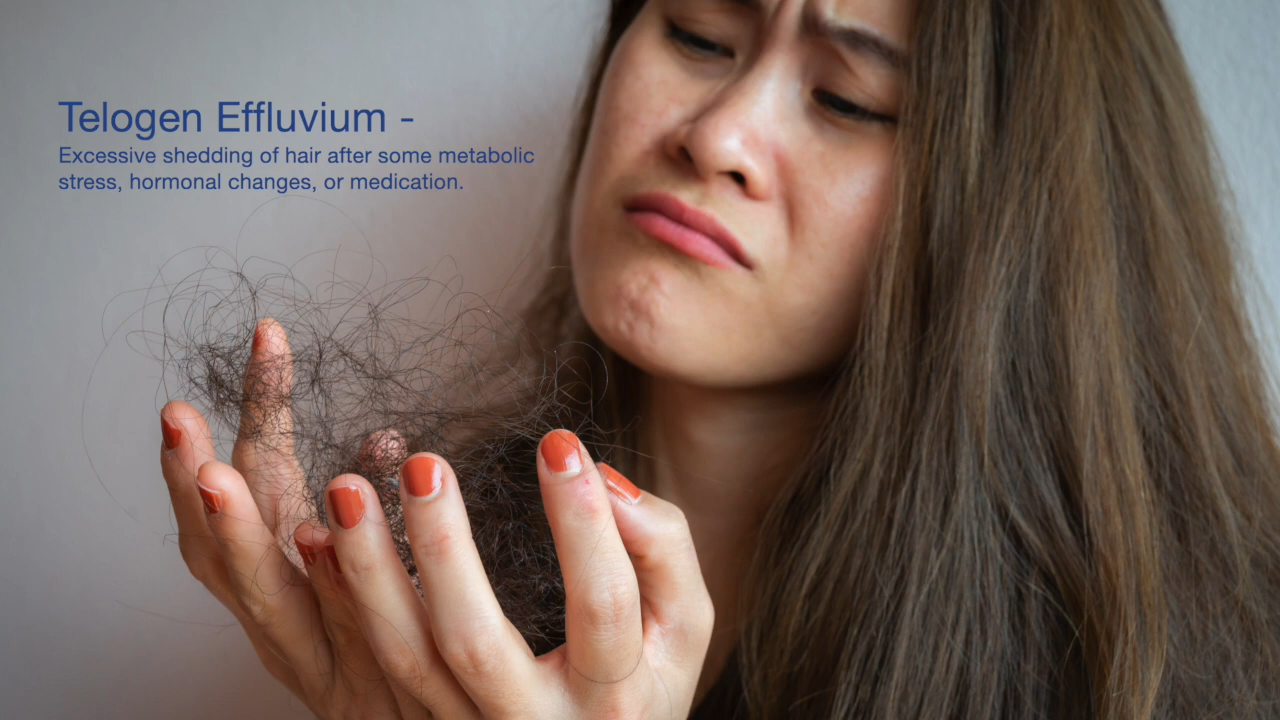 Telogen Effluvium -
Excessive shedding of hair after some metabolic
stress, hormonal changes, or medication.